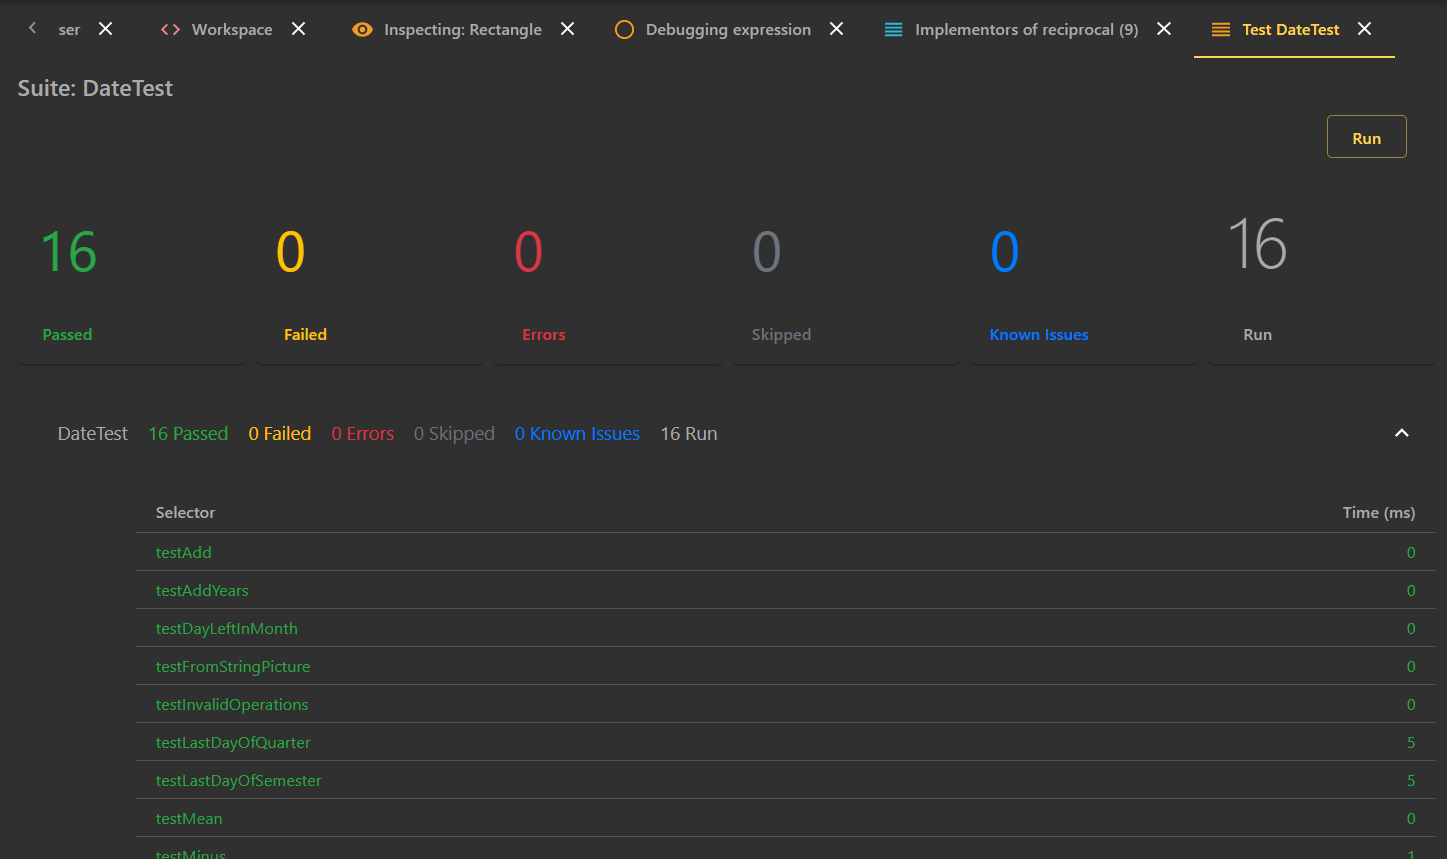 ser Workspace Inspecting: Rectangle Debugging expression Implementors of reciprocal (9) Test DateTest
Suite: DateTest
Run
16 0 0 0 0 16
Passed Failed Errors Skipped Known Issues Run
DateTest 16 Passed 0 Failed 0 Errors 0 Skipped 0 Known Issues 16 Run
Selector Time (ms)
testAdd 0
testAddYears 0
testDayLeftInMonth 0
testFromStringPicture 0
testInvalidOperations 0
testLastDayOfQuarter 5
testLastDayOfSemester 5
testMean 0
testMinus 1